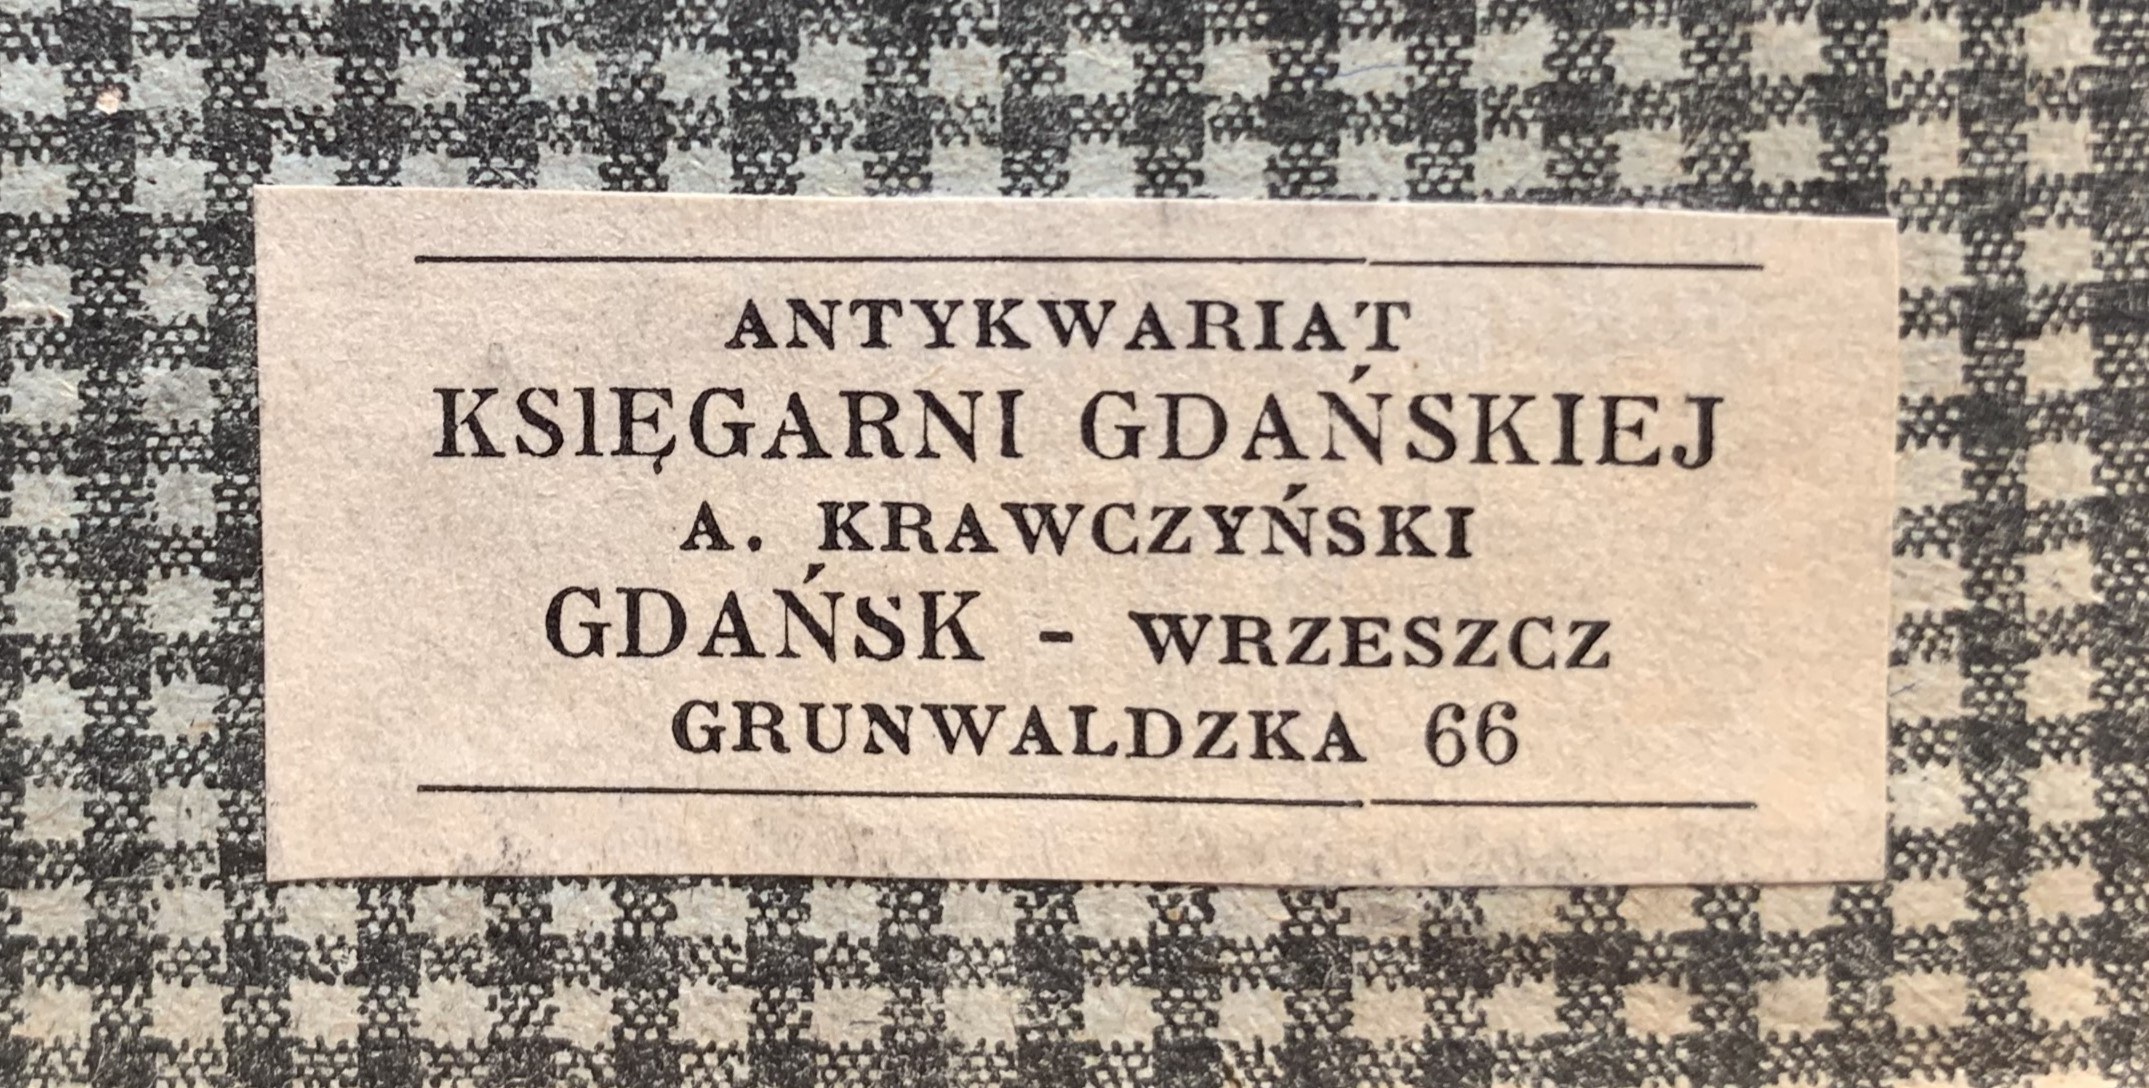 ANTYKWARIAT
KSIĘGARNI GDAŃSKIEJ
A. KRAWCZYŃSKI
GDAŃSK - WRZESZCZ
GRUNWALDZKA 66